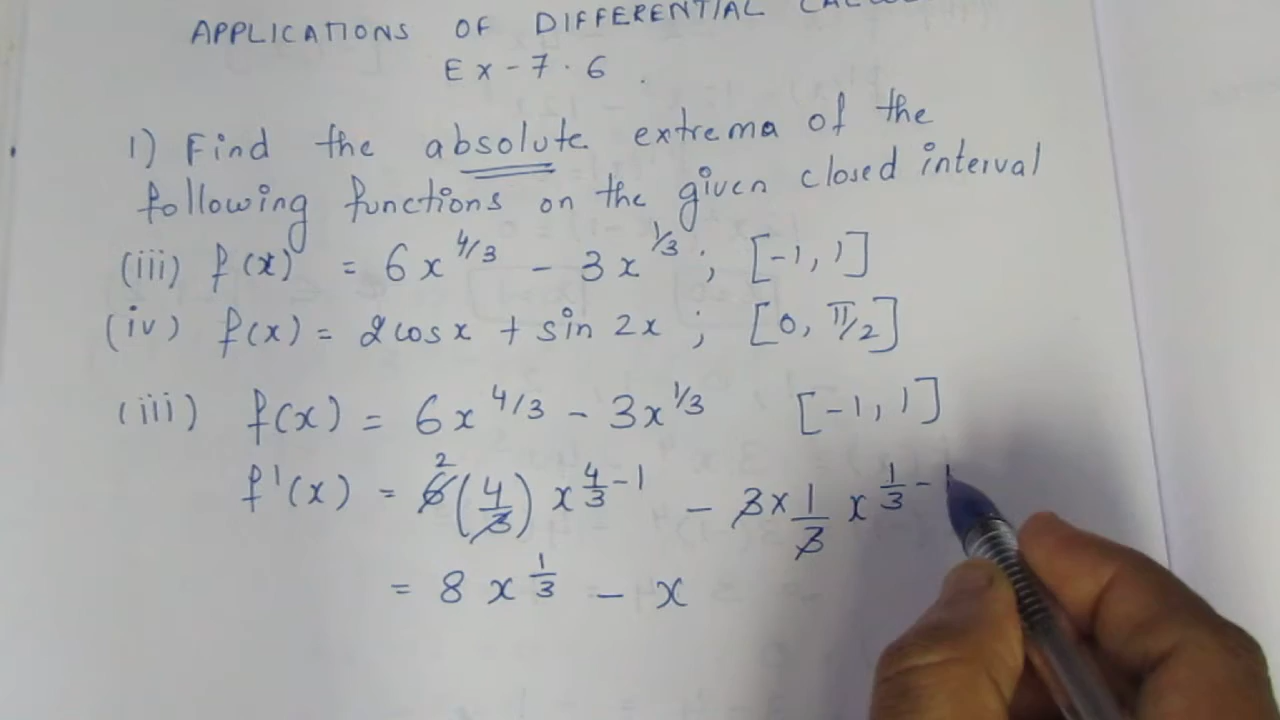 APPLICATIONS OF DIFFERENTIAL
Ex-7.6
1) Find the absolute extrema of the
following functions on the given closed interval
(iii) f(x) = 6x^4/3 - 3x^1/3 ; [-1, 1]
(iv) f(x) = 2cosx + sin 2x ; [0, π/2]
(iii) f(x) = 6x^4/3 - 3x^1/3 [-1, 1]
f'(x) = 6^2 (4/3) x^(4/3 - 1) - 3 × 1/3 x^(1/3 - 1)
= 8 x^(1/3) - x